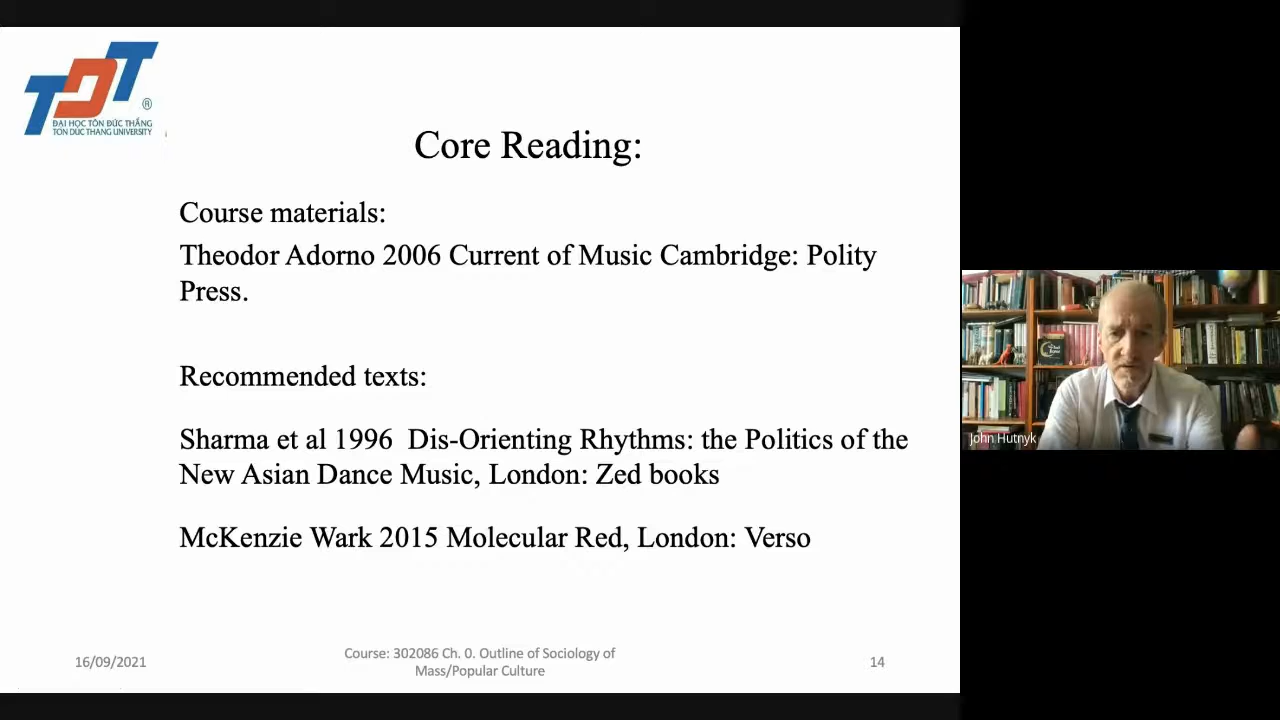 TDT
®
ĐẠI HỌC TÔN ĐỨC THẮNG
TON DUC THANG UNIVERSITY
Core Reading:
Course materials:
Theodor Adorno 2006 Current of Music Cambridge: Polity
Press.
Recommended texts:
Sharma et al 1996 Dis-Orienting Rhythms: the Politics of the
New Asian Dance Music, London: Zed books
McKenzie Wark 2015 Molecular Red, London: Verso
16/09/2021
Course: 302086 Ch. 0. Outline of Sociology of
Mass/Popular Culture
14
John Hutnyk